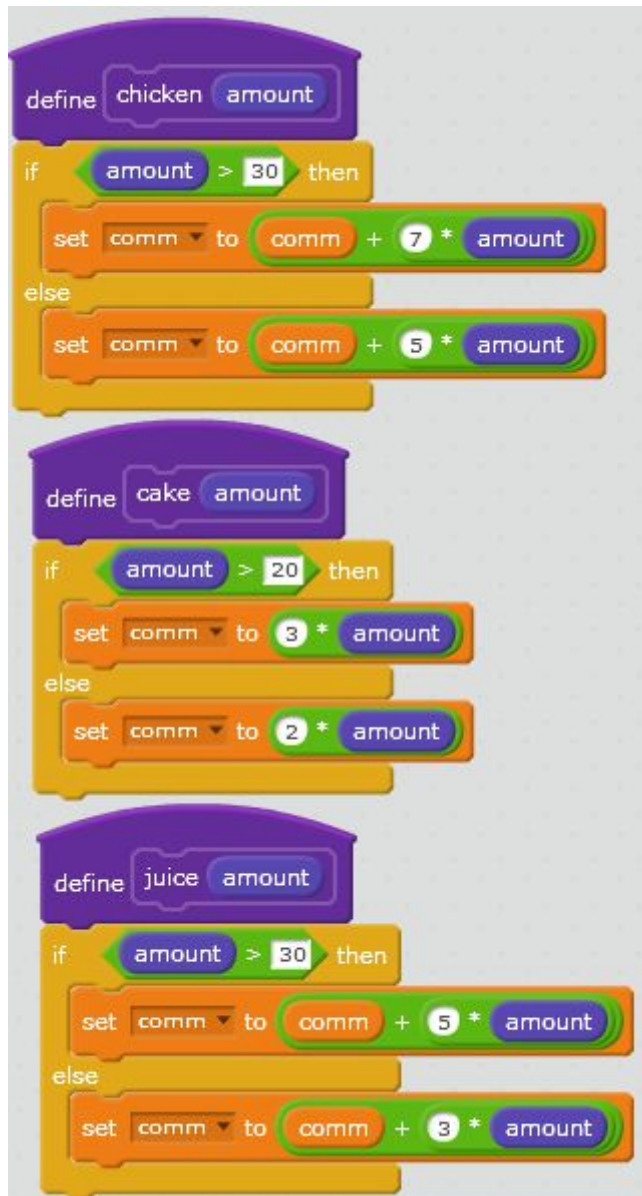 define chicken amount
if amount > 30 then
set comm to comm + 7 * amount
else
set comm to comm + 5 * amount
define cake amount
if amount > 20 then
set comm to 3 * amount
else
set comm to 2 * amount
define juice amount
if amount > 30 then
set comm to comm + 5 * amount
else
set comm to comm + 3 * amount